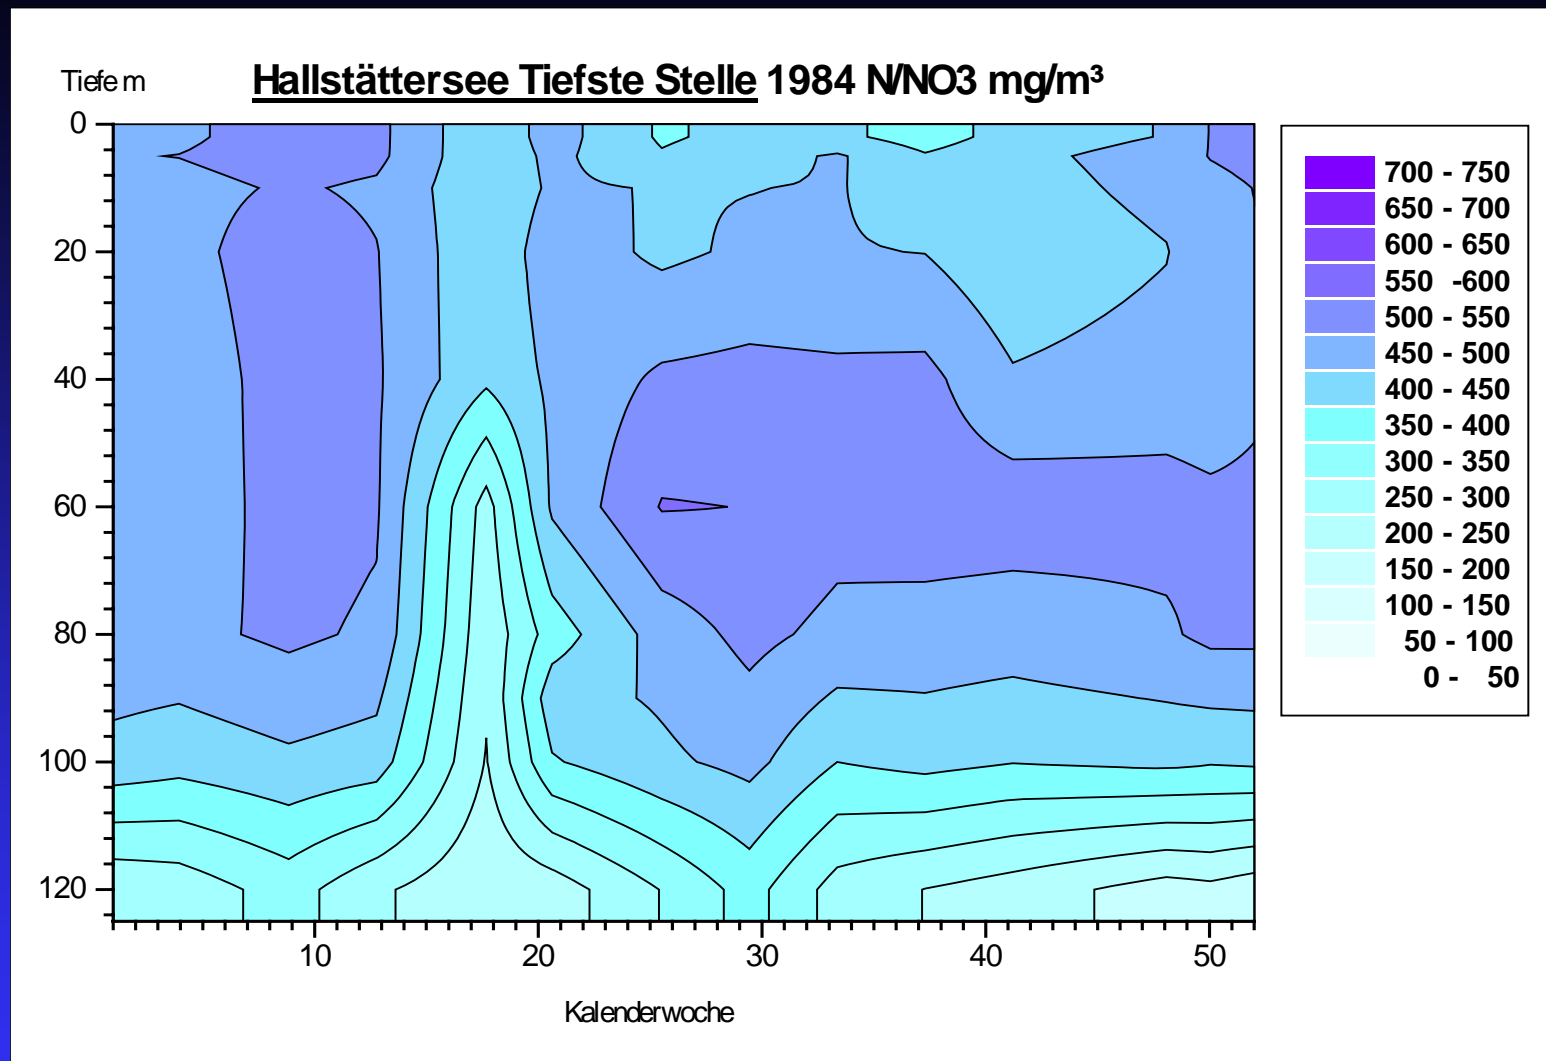 Tiefe m
Hallstättersee Tiefste Stelle 1984 N/NO3 mg/m³
0
20
40
60
80
100
120
10 20 30 40 50
Kalenderwoche
700 - 750
650 - 700
600 - 650
550 -600
500 - 550
450 - 500
400 - 450
350 - 400
300 - 350
250 - 300
200 - 250
150 - 200
100 - 150
50 - 100
0 - 50